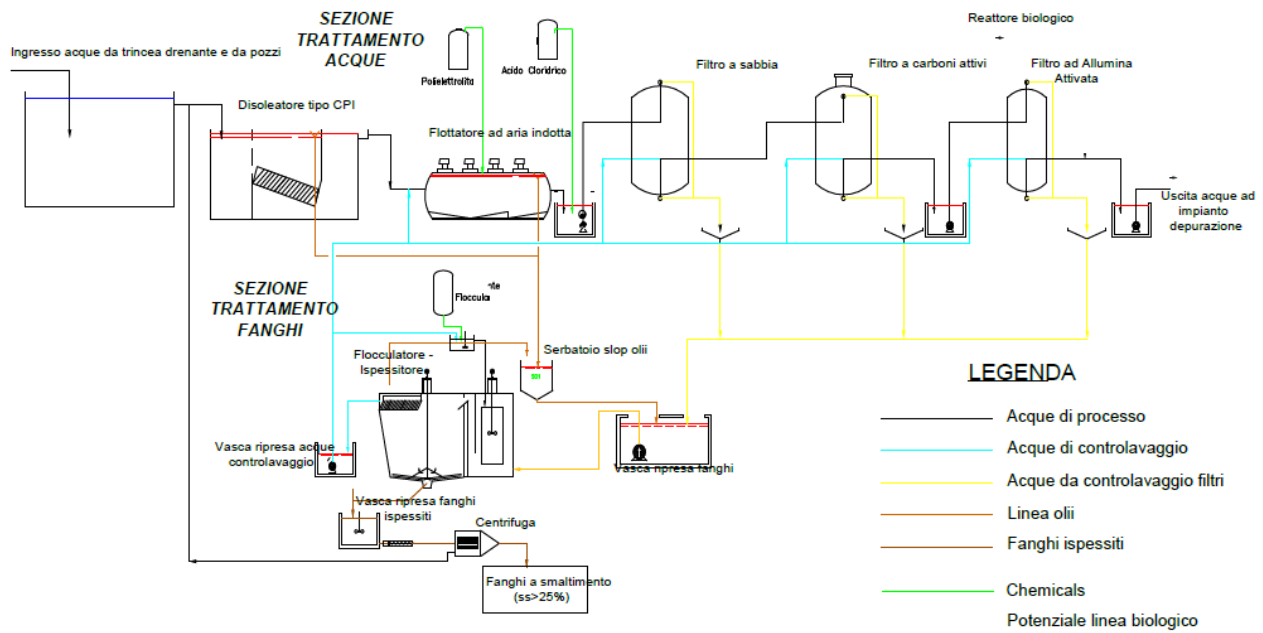 SEZIONE
TRATTAMENTO
ACQUE
Reattore biologico
Ingresso acque da trincea drenante e da pozzi
Polielettrolita
Acido Cloridrico
Filtro a sabbia
Filtro a carboni attivi
Filtro ad Allumina
Attivata
Disoleatore tipo CPI
Flottatore ad aria indotta
Uscita acque ad
impianto
depurazione
SEZIONE
TRATTAMENTO
FANGHI
Flocculante
Flocculatore -
Ispessitore
Serbatoio slop olii
Vasca ripresa acque
controlavaggio
Vasca ripresa fanghi
Vasca ripresa fanghi
ispessiti
Centrifuga
Fanghi a smaltimento
(ss>25%)
LEGENDA
Acque di processo
Acque di controlavaggio
Acque da controlavaggio filtri
Linea olii
Fanghi ispessiti
Chemicals
Potenziale linea biologico